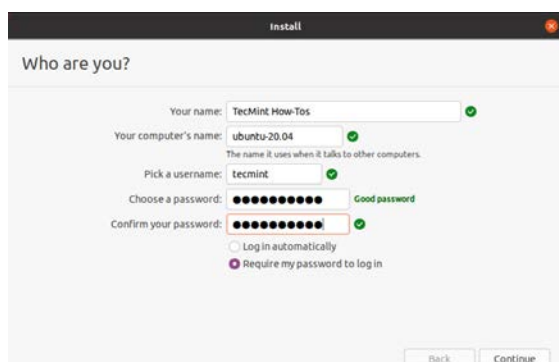 Install
Who are you?
Your name: TecMint How-Tos
Your computer's name: ubuntu-20.04
The name it uses when it talks to other computers.
Pick a username: tecmint
Choose a password: ●●●●●●●●●● Good password
Confirm your password: ●●●●●●●●●●
Log in automatically
Require my password to log in
Back Continue